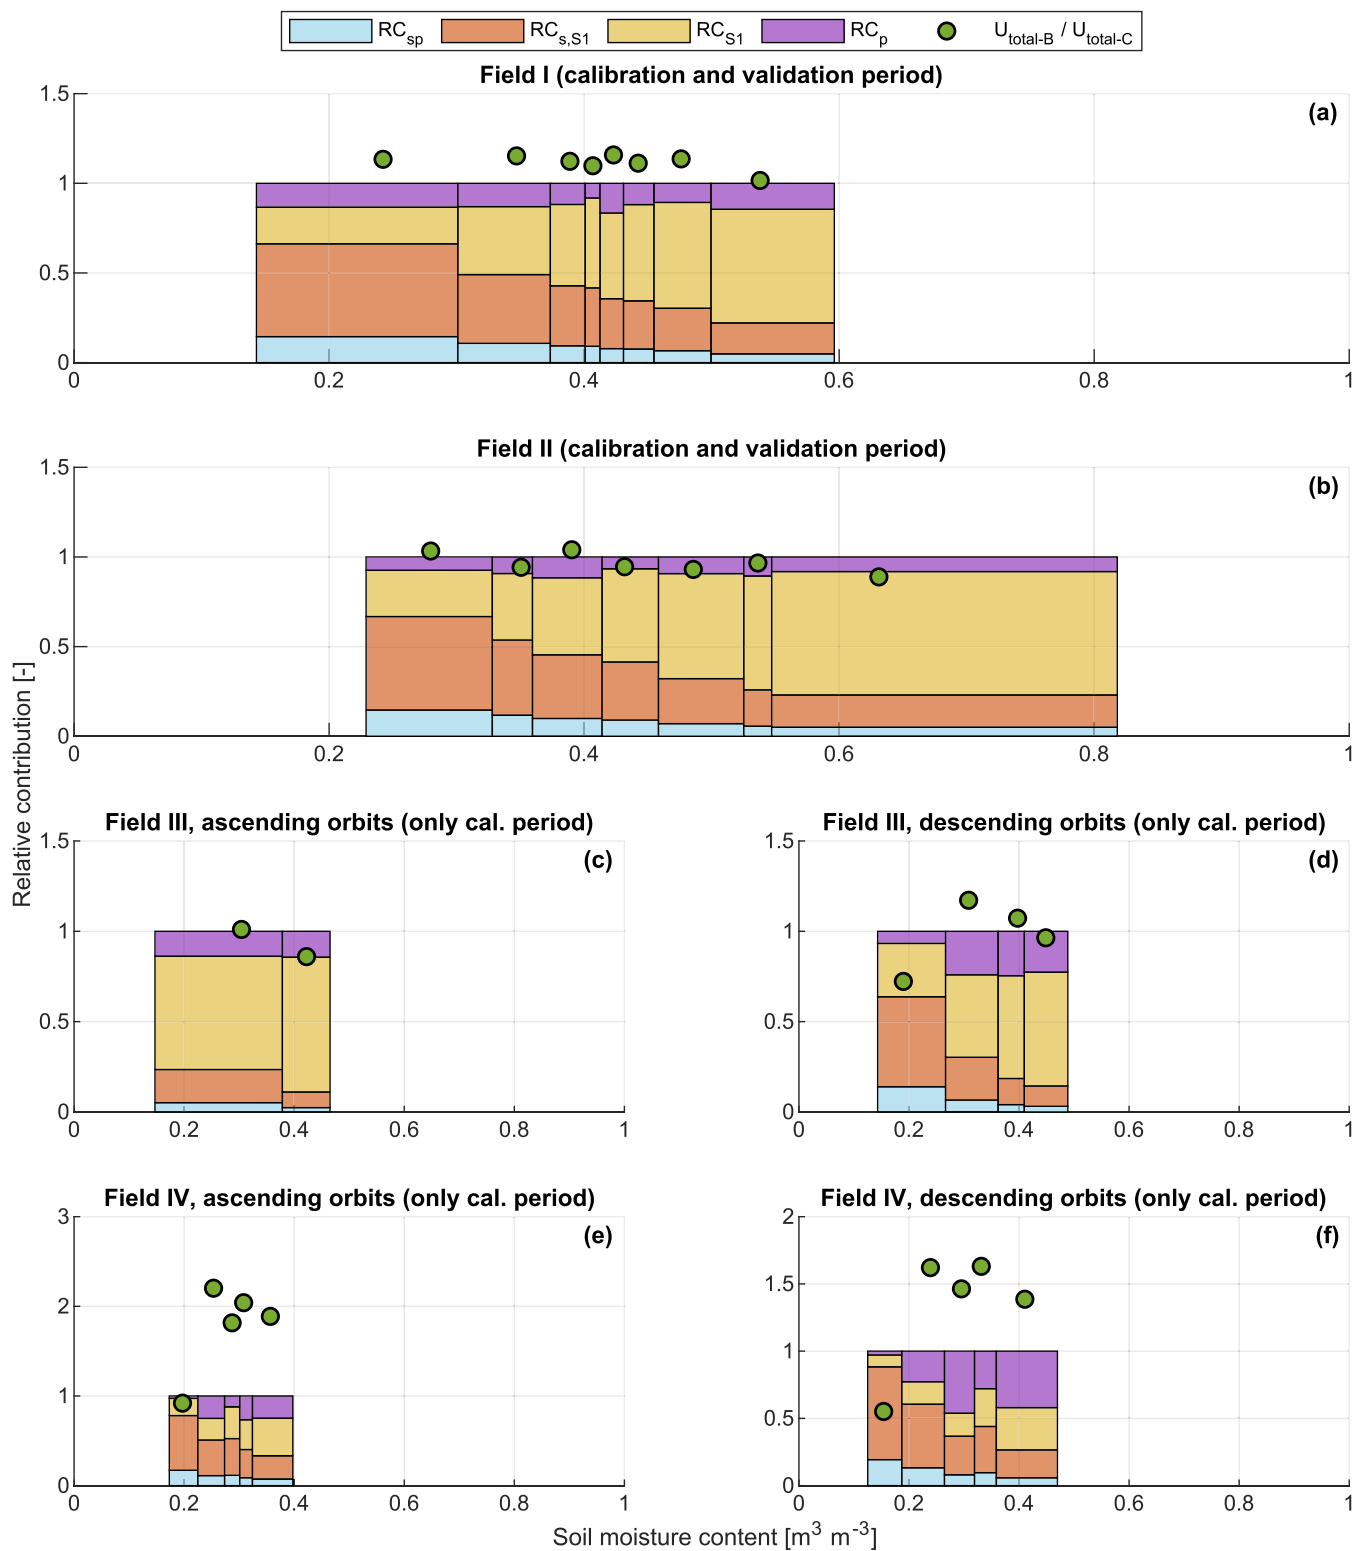 RCsp RCs,S1 RCS1 RCp Utotal-B / Utotal-C
Field I (calibration and validation period)
(a)
1.5
1
0.5
0
0 0.2 0.4 0.6 0.8 1
Field II (calibration and validation period)
(b)
1.5
1
0.5
0
0 0.2 0.4 0.6 0.8 1
Relative contribution [-]
Field III, ascending orbits (only cal. period)
(c)
1.5
1
0.5
0
0 0.2 0.4 0.6 0.8 1
Field III, descending orbits (only cal. period)
(d)
1.5
1
0.5
0
0 0.2 0.4 0.6 0.8 1
Field IV, ascending orbits (only cal. period)
(e)
3
2
1
0
0 0.2 0.4 0.6 0.8 1
Field IV, descending orbits (only cal. period)
(f)
2
1.5
1
0.5
0
0 0.2 0.4 0.6 0.8 1
Soil moisture content [m³ m⁻³]